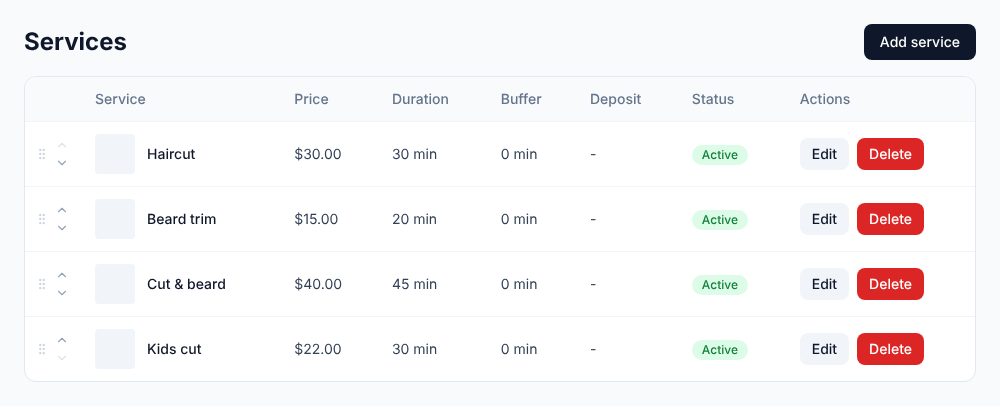 Services
Add service
Service Price Duration Buffer Deposit Status Actions
Haircut $30.00 30 min 0 min - Active Edit Delete
Beard trim $15.00 20 min 0 min - Active Edit Delete
Cut & beard $40.00 45 min 0 min - Active Edit Delete
Kids cut $22.00 30 min 0 min - Active Edit Delete